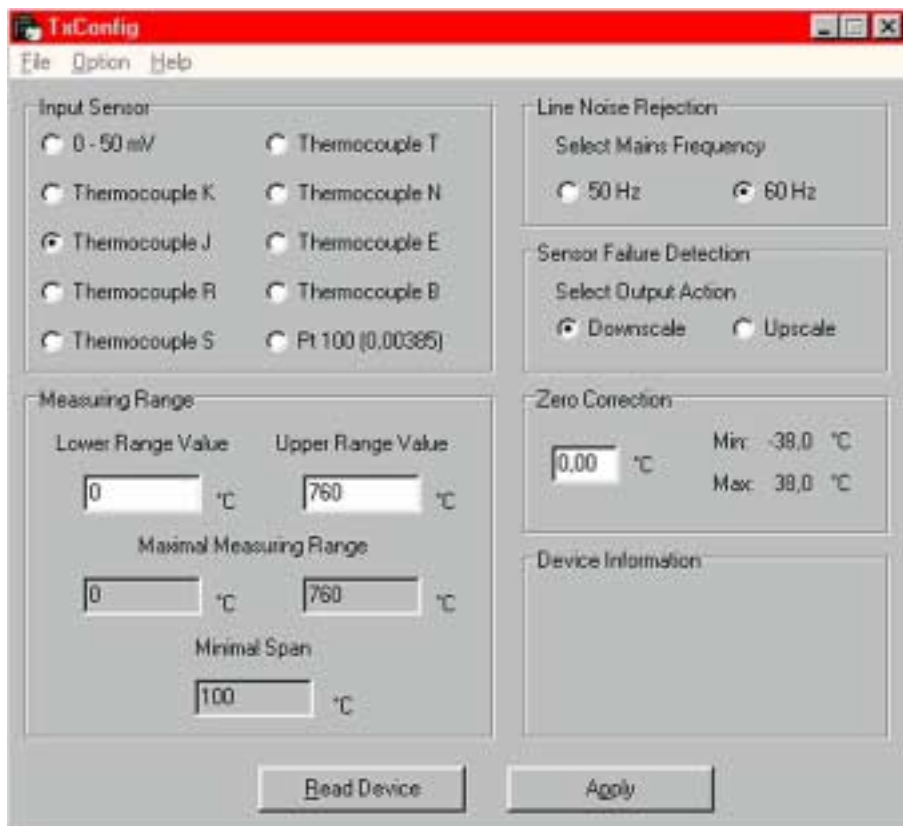 TxConfig
File Option Help
Input Sensor
0 - 50 mV
Thermocouple T
Thermocouple K
Thermocouple N
Thermocouple J
Thermocouple E
Thermocouple R
Thermocouple B
Thermocouple S
Pt 100 (0,00385)
Line Noise Rejection
Select Mains Frequency
50 Hz
60 Hz
Sensor Failure Detection
Select Output Action
Downscale
Upscale
Measuring Range
Lower Range Value
Upper Range Value
0 °C
760 °C
Maximal Measuring Range
0 °C
760 °C
Minimal Span
100 °C
Zero Correction
0,00 °C
Min: -38,0 °C
Max: 38,0 °C
Device Information
Read Device
Apply